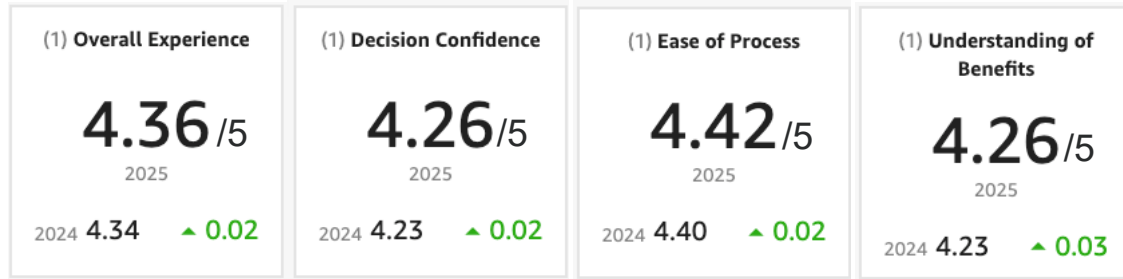 (1) Overall Experience
4.36/5
2025
2024 4.34 ▲ 0.02
(1) Decision Confidence
4.26/5
2025
2024 4.23 ▲ 0.02
(1) Ease of Process
4.42/5
2025
2024 4.40 ▲ 0.02
(1) Understanding of
Benefits
4.26/5
2025
2024 4.23 ▲ 0.03